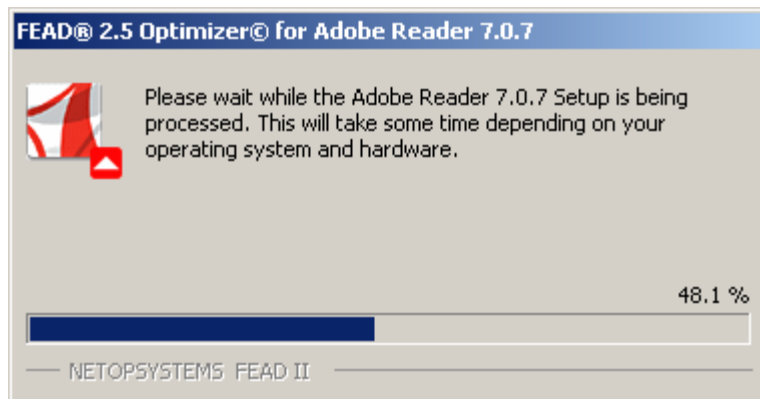 FEAD® 2.5 Optimizer© for Adobe Reader 7.0.7
Please wait while the Adobe Reader 7.0.7 Setup is being
processed. This will take some time depending on your
operating system and hardware.
48.1 %
NETOPSYSTEMS FEAD II